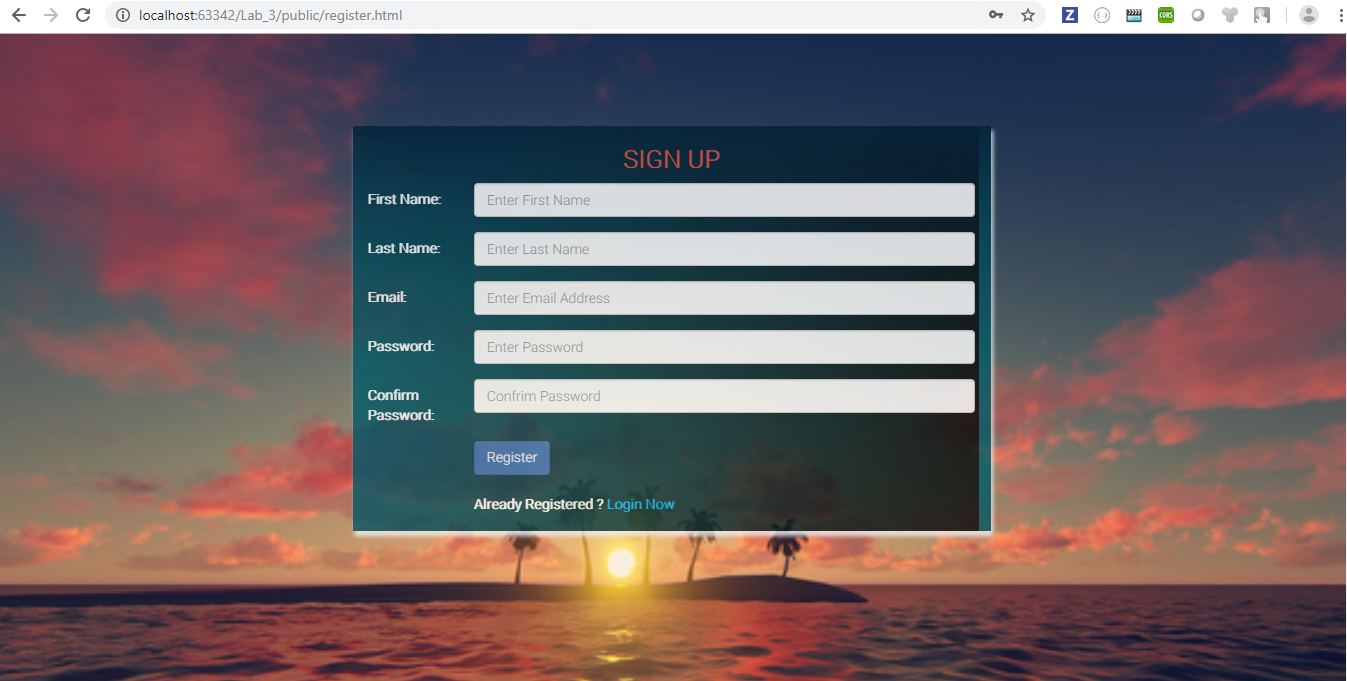 localhost:63342/Lab_3/public/register.html
Z
CORS
SIGN UP
First Name:
Enter First Name
Last Name:
Enter Last Name
Email:
Enter Email Address
Password:
Enter Password
Confirm
Password:
Confrim Password
Register
Already Registered ? Login Now